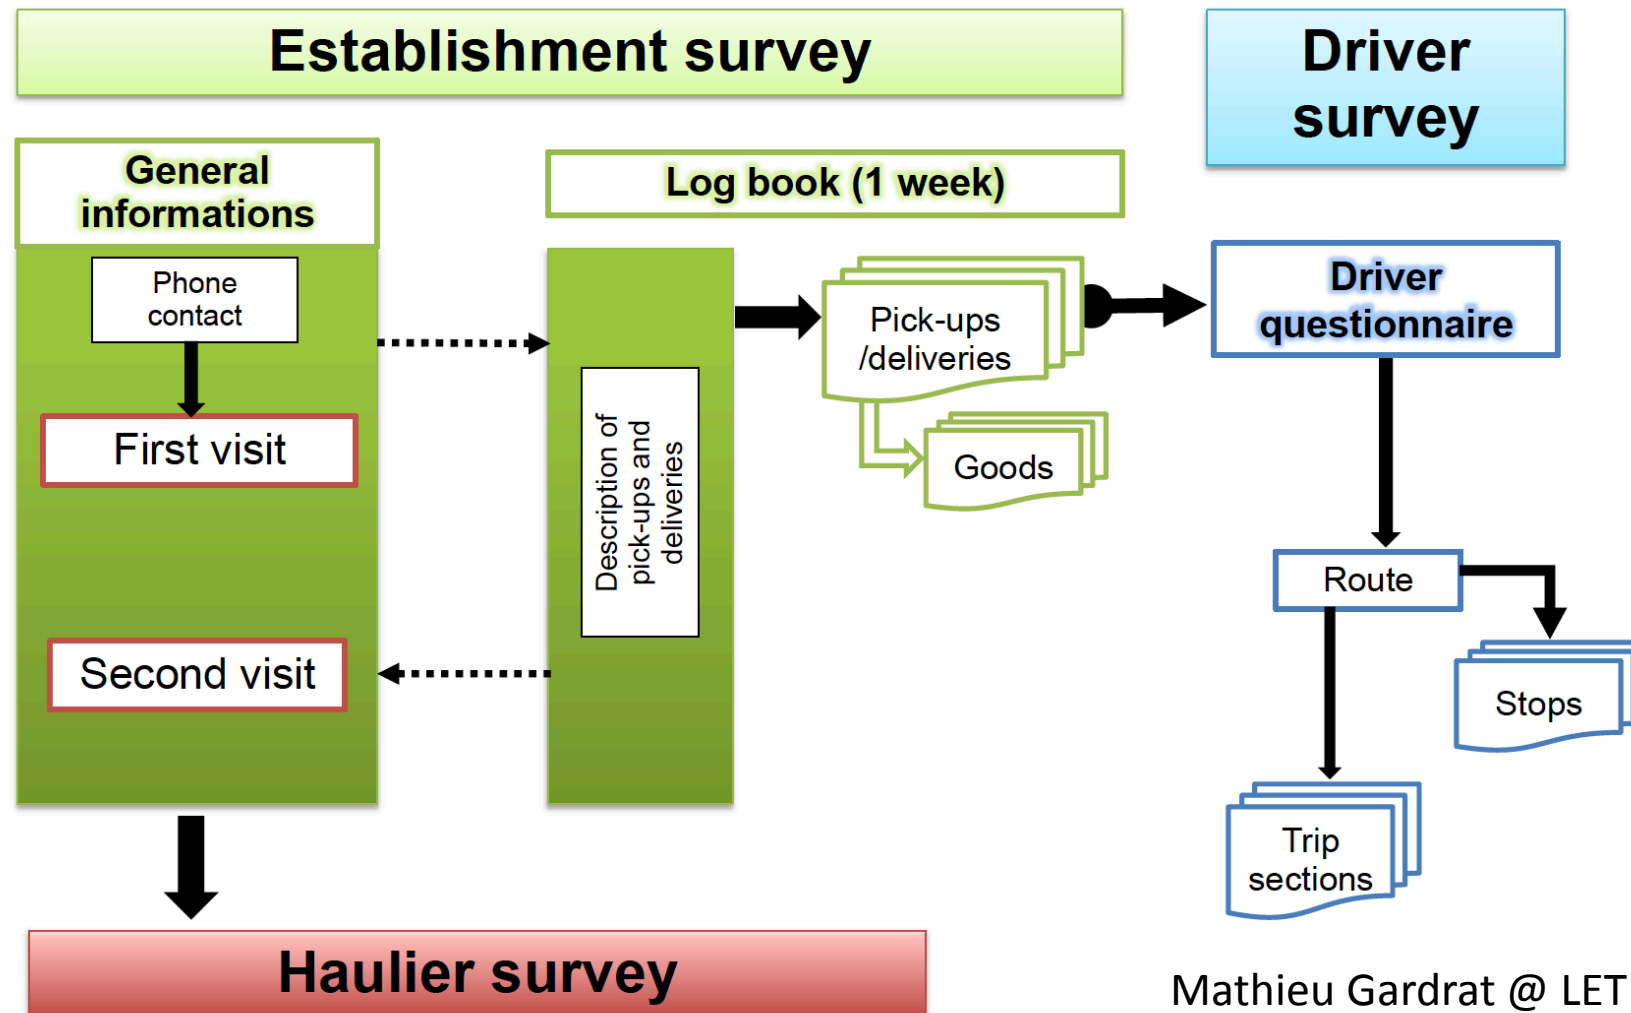 Establishment survey
Driver
survey
General
informations
Log book (1 week)
Phone
contact
First visit
Second visit
Description of
pick-ups and
deliveries
Pick-ups
/deliveries
Goods
Driver
questionnaire
Route
Stops
Trip
sections
Haulier survey
Mathieu Gardrat @ LET